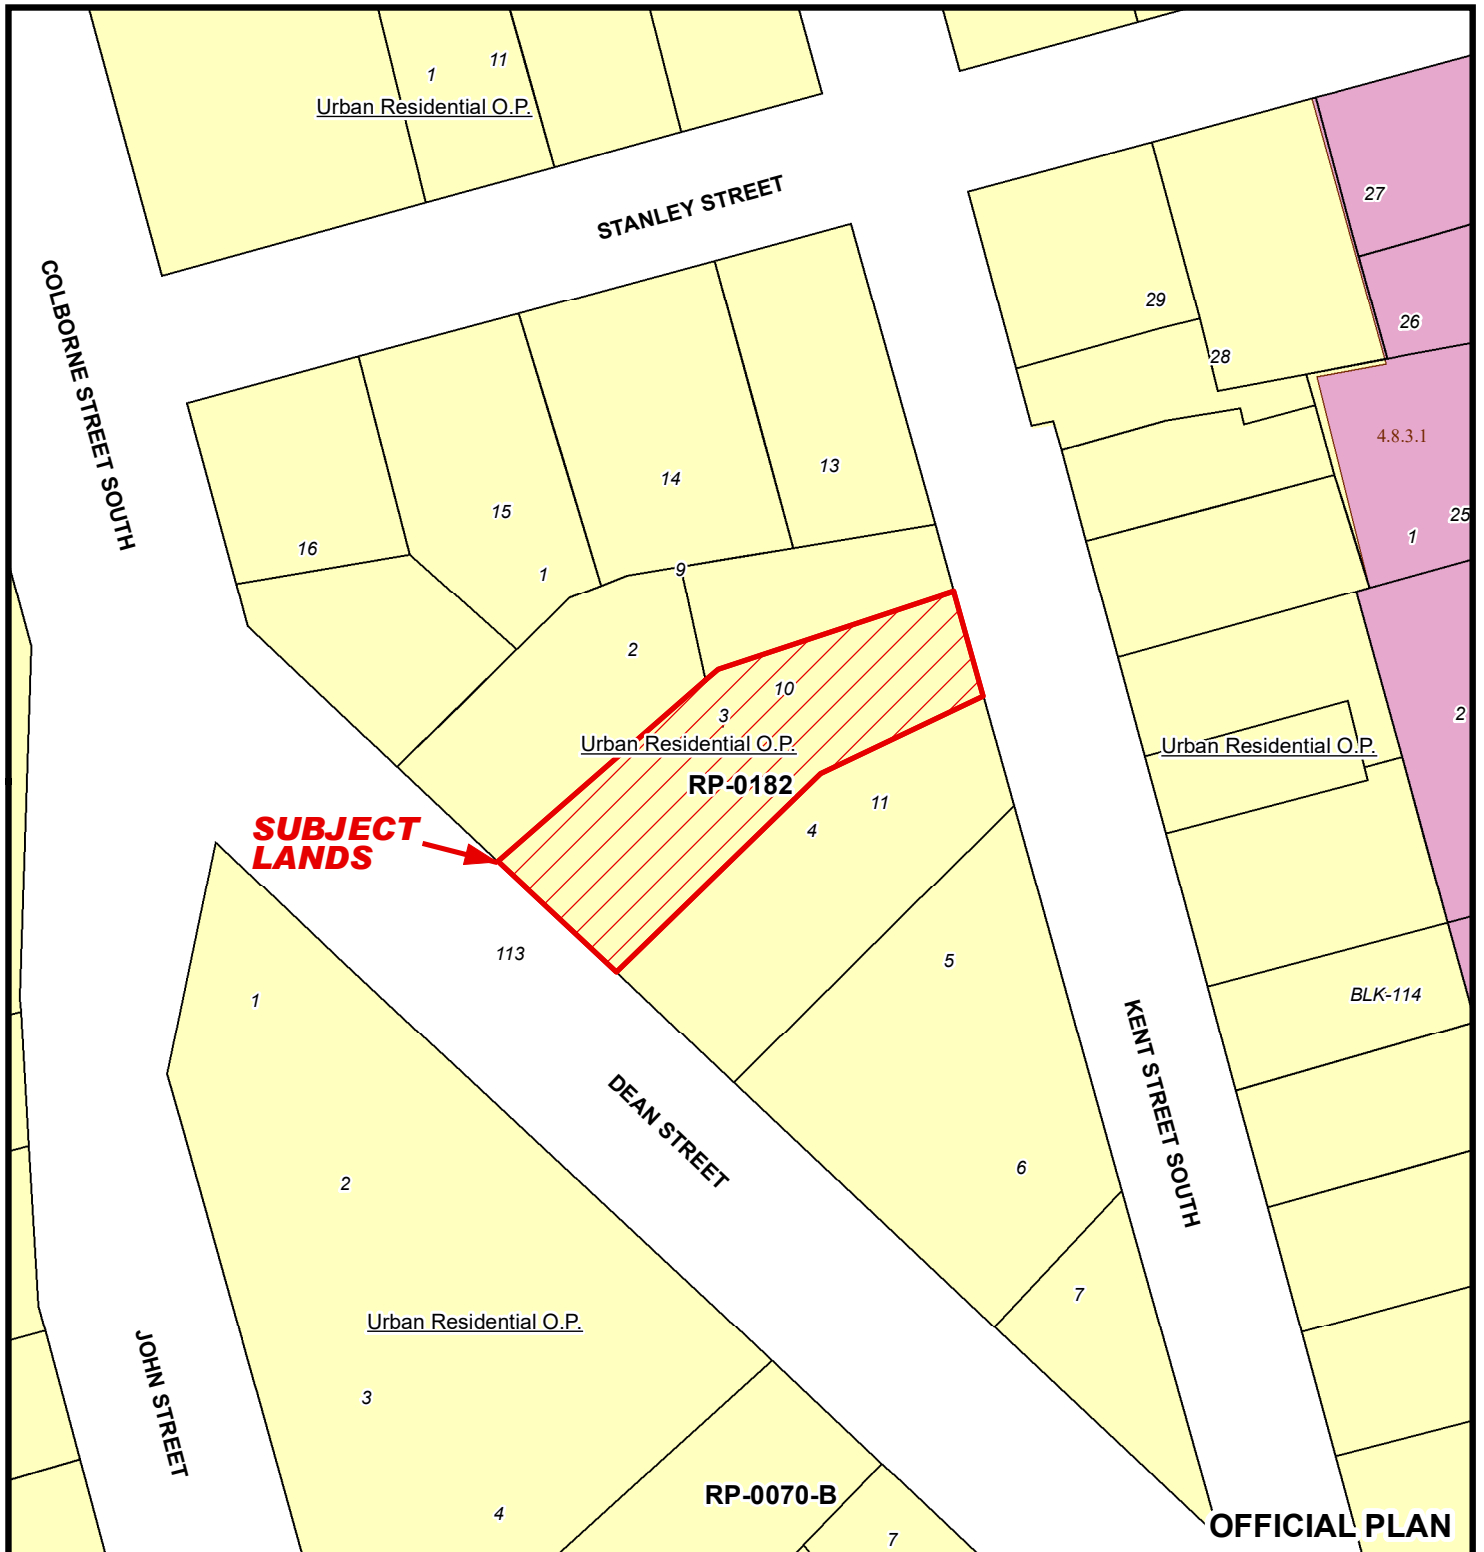 1
11
Urban Residential O.P.
STANLEY STREET
27
COLBORNE STREET SOUTH
29
26
28
4.8.3.1
13
14
15
25
1
16
1
9
2
10
3
2
Urban Residential O.P.
Urban Residential O.P.
RP-0182
11
4
SUBJECT
LANDS
113
5
1
BLK-114
KENT STREET SOUTH
DEAN STREET
6
2
7
Urban Residential O.P.
JOHN STREET
3
RP-0070-B
4
7
OFFICIAL PLAN